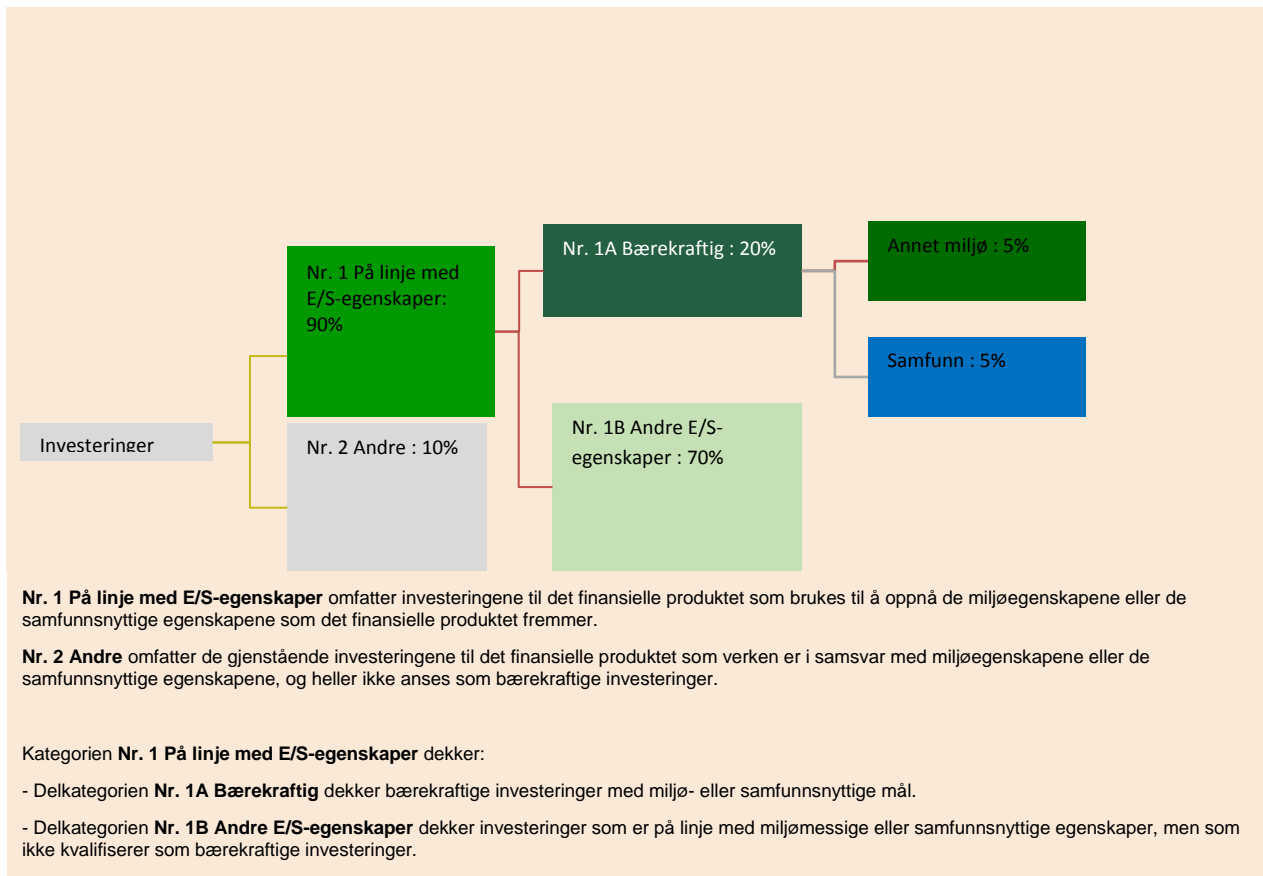 Nr. 1A Bærekraftig : 20%
Annet miljø : 5%
Nr. 1 På linje med
E/S-egenskaper:
90%
Samfunn : 5%
Investeringer
Nr. 2 Andre : 10%
Nr. 1B Andre E/S-
egenskaper : 70%
Nr. 1 På linje med E/S-egenskaper omfatter investeringene til det finansielle produktet som brukes til å oppnå de miljøegenskapene eller de
samfunnsnyttige egenskapene som det finansielle produktet fremmer.
Nr. 2 Andre omfatter de gjenstående investeringene til det finansielle produktet som verken er i samsvar med miljøegenskapene eller de
samfunnsnyttige egenskapene, og heller ikke anses som bærekraftige investeringer.
Kategorien Nr. 1 På linje med E/S-egenskaper dekker:
- Delkategorien Nr. 1A Bærekraftig dekker bærekraftige investeringer med miljø- eller samfunnsnyttige mål.
- Delkategorien Nr. 1B Andre E/S-egenskaper dekker investeringer som er på linje med miljømessige eller samfunnsnyttige egenskaper, men som
ikke kvalifiserer som bærekraftige investeringer.